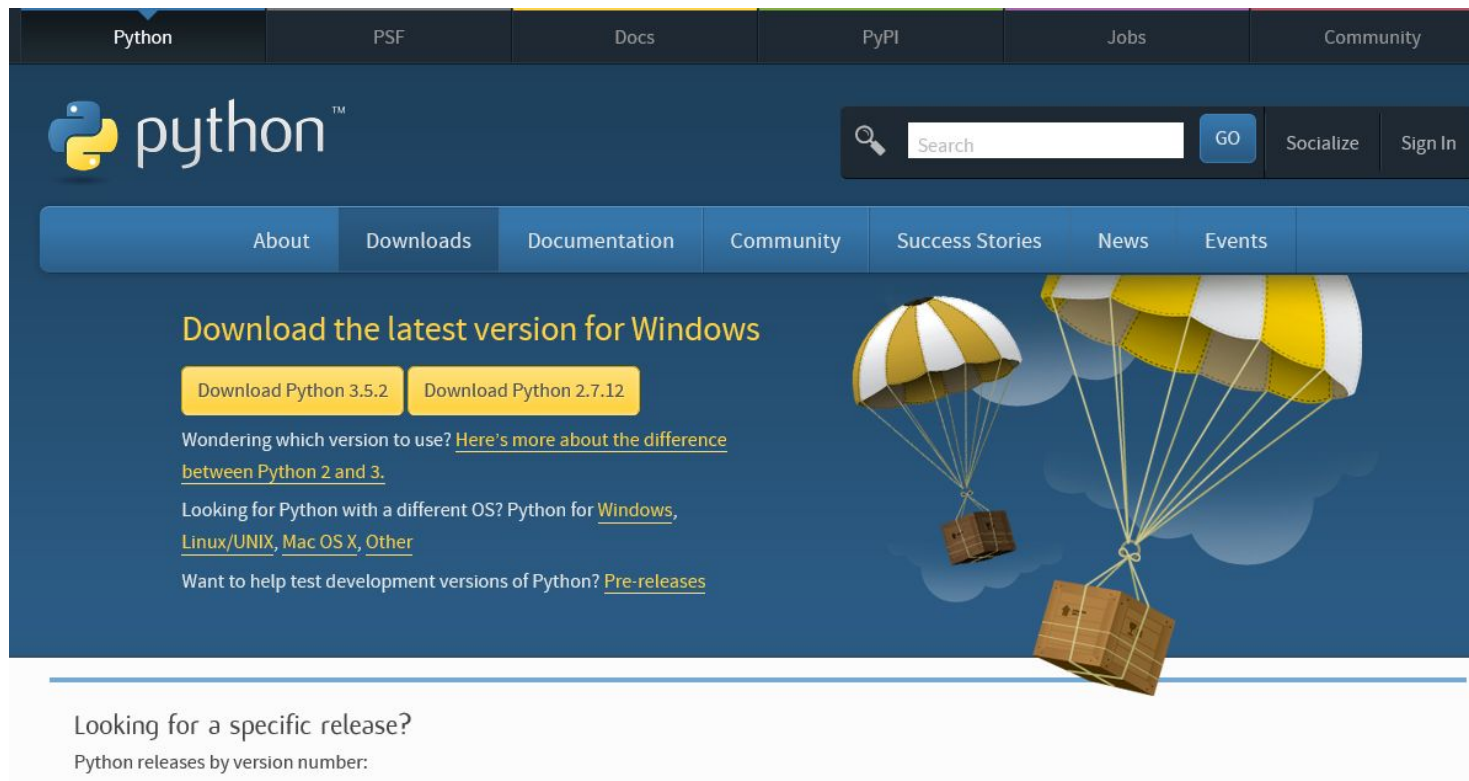 Python PSF Docs PyPI Jobs Community
python™
Search GO Socialize Sign In
About Downloads Documentation Community Success Stories News Events
Download the latest version for Windows
Download Python 3.5.2 Download Python 2.7.12
Wondering which version to use? Here's more about the difference
between Python 2 and 3.
Looking for Python with a different OS? Python for Windows,
Linux/UNIX, Mac OS X, Other
Want to help test development versions of Python? Pre-releases
Looking for a specific release?
Python releases by version number: